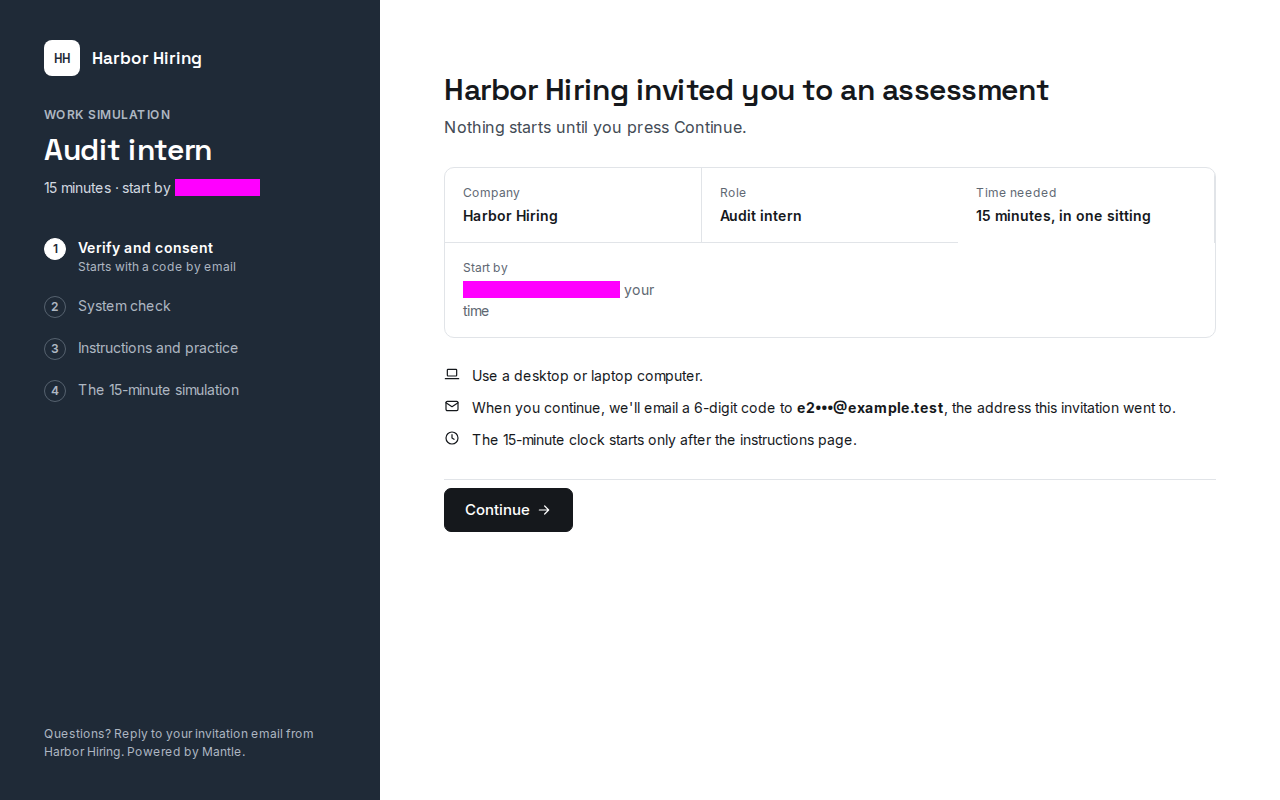 HH
Harbor Hiring
WORK SIMULATION
Audit intern
15 minutes · start by
1
Verify and consent
Starts with a code by email
2
System check
3
Instructions and practice
4
The 15-minute simulation
Questions? Reply to your invitation email from
Harbor Hiring. Powered by Mantle.
Harbor Hiring invited you to an assessment
Nothing starts until you press Continue.
Company
Harbor Hiring
Role
Audit intern
Time needed
15 minutes, in one sitting
Start by
your
time
Use a desktop or laptop computer.
When you continue, we'll email a 6-digit code to e2•••@example.test, the address this invitation went to.
The 15-minute clock starts only after the instructions page.
Continue →